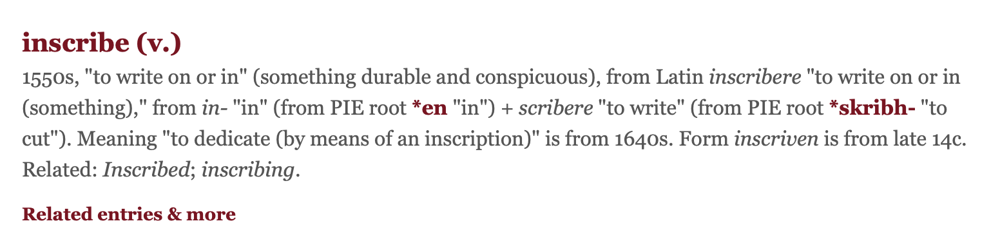 inscribe (v.)
1550s, "to write on or in" (something durable and conspicuous), from Latin inscribere "to write on or in
(something)," from in- "in" (from PIE root *en "in") + scribere "to write" (from PIE root *skribh- "to
cut"). Meaning "to dedicate (by means of an inscription)" is from 1640s. Form inscriven is from late 14c.
Related: Inscribed; inscribing.
Related entries & more